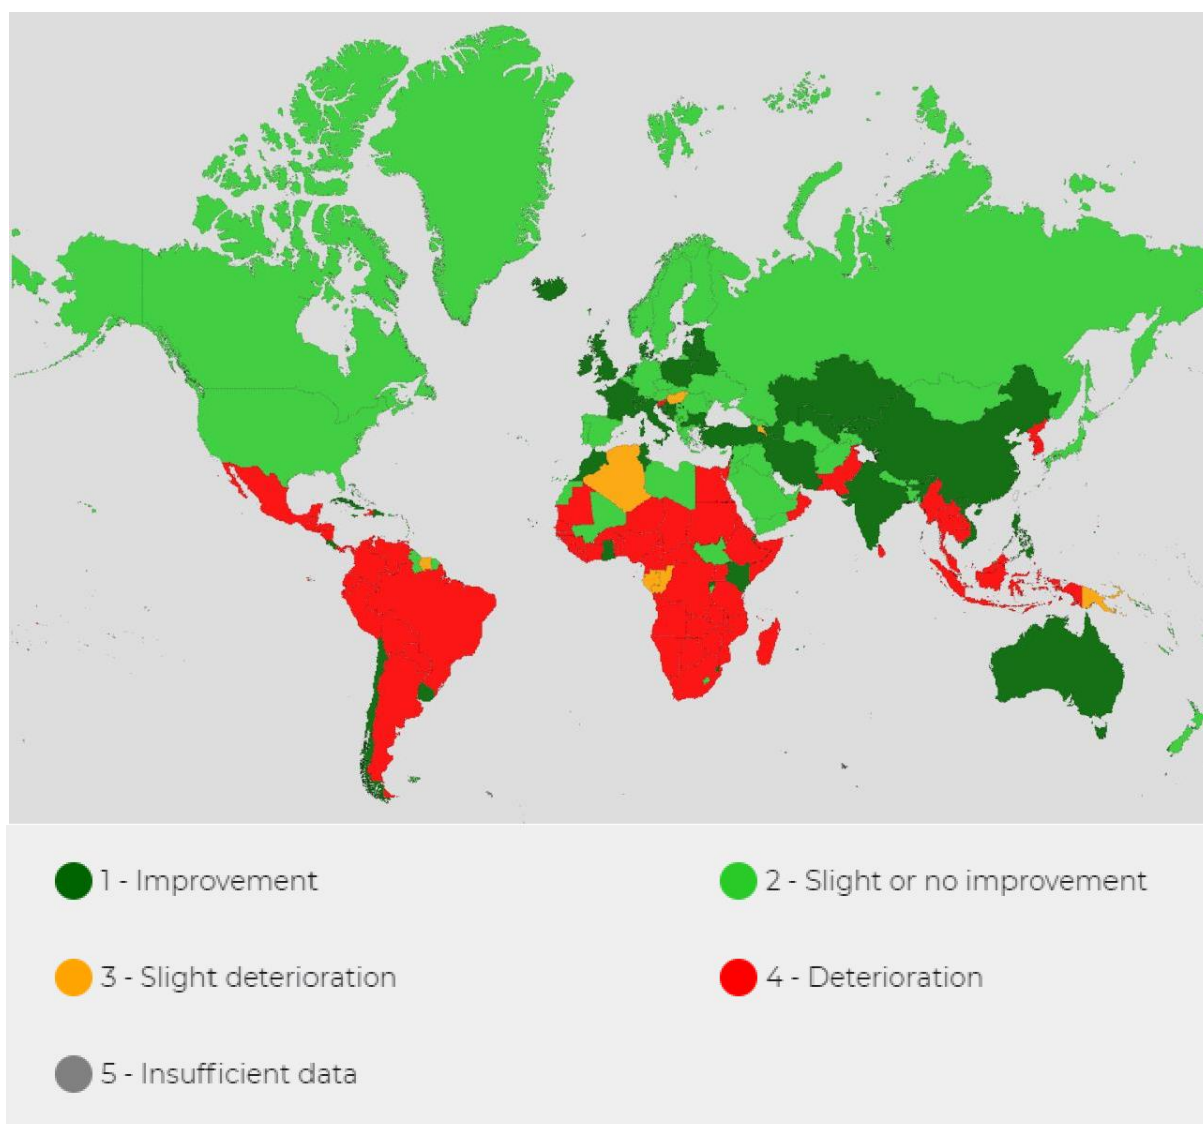 1 - Improvement
2 - Slight or no improvement
3 - Slight deterioration
4 - Deterioration
5 - Insufficient data